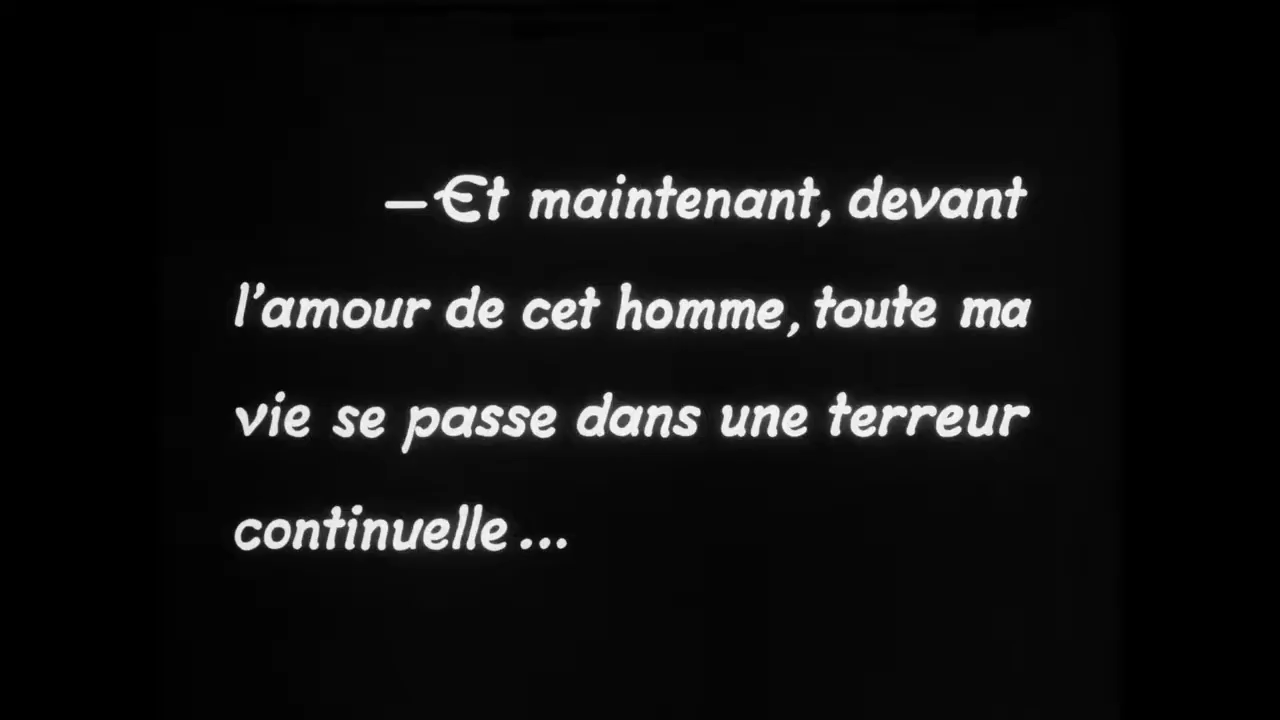 —Et maintenant, devant
l'amour de cet homme, toute ma
vie se passe dans une terreur
continuelle...